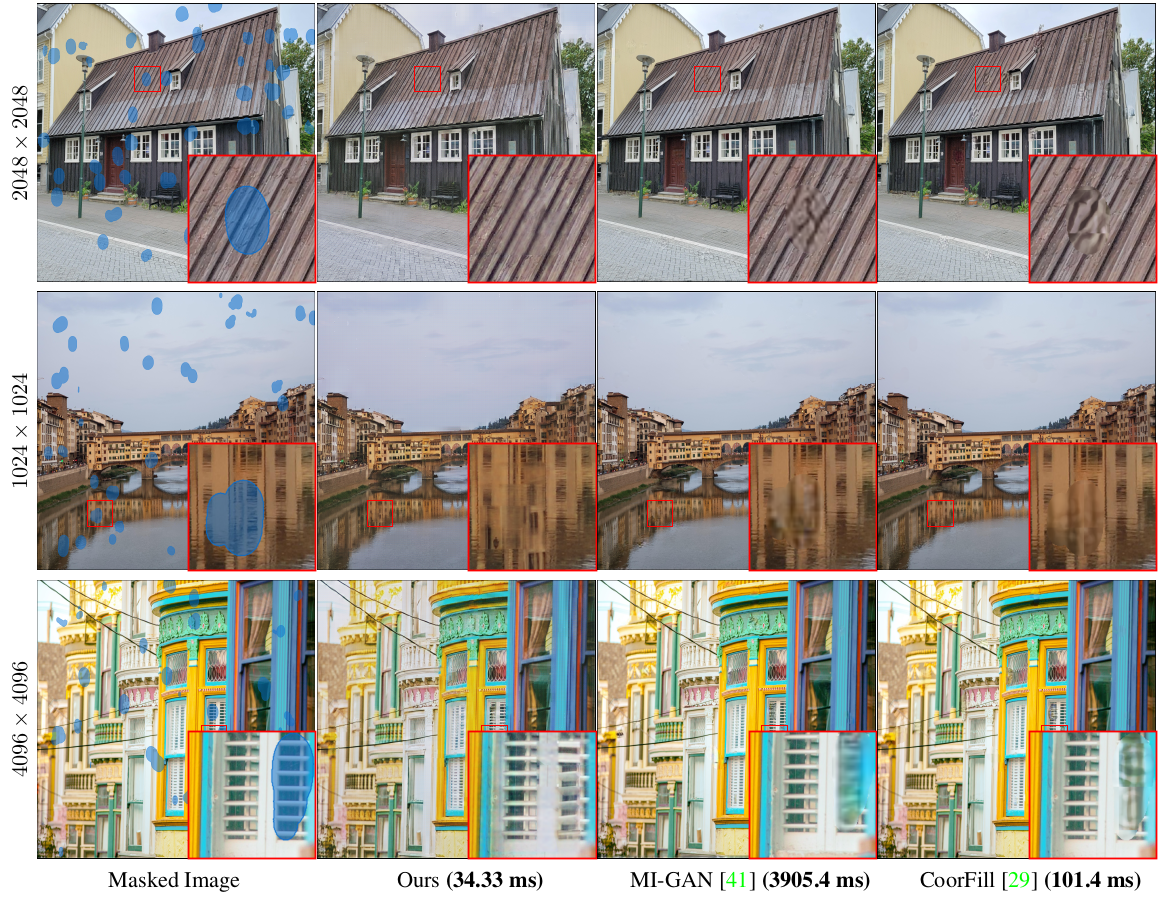 2048 × 2048
1024 × 1024
4096 × 4096
Masked Image
Ours (34.33 ms)
MI-GAN [41] (3905.4 ms)
CoorFill [29] (101.4 ms)